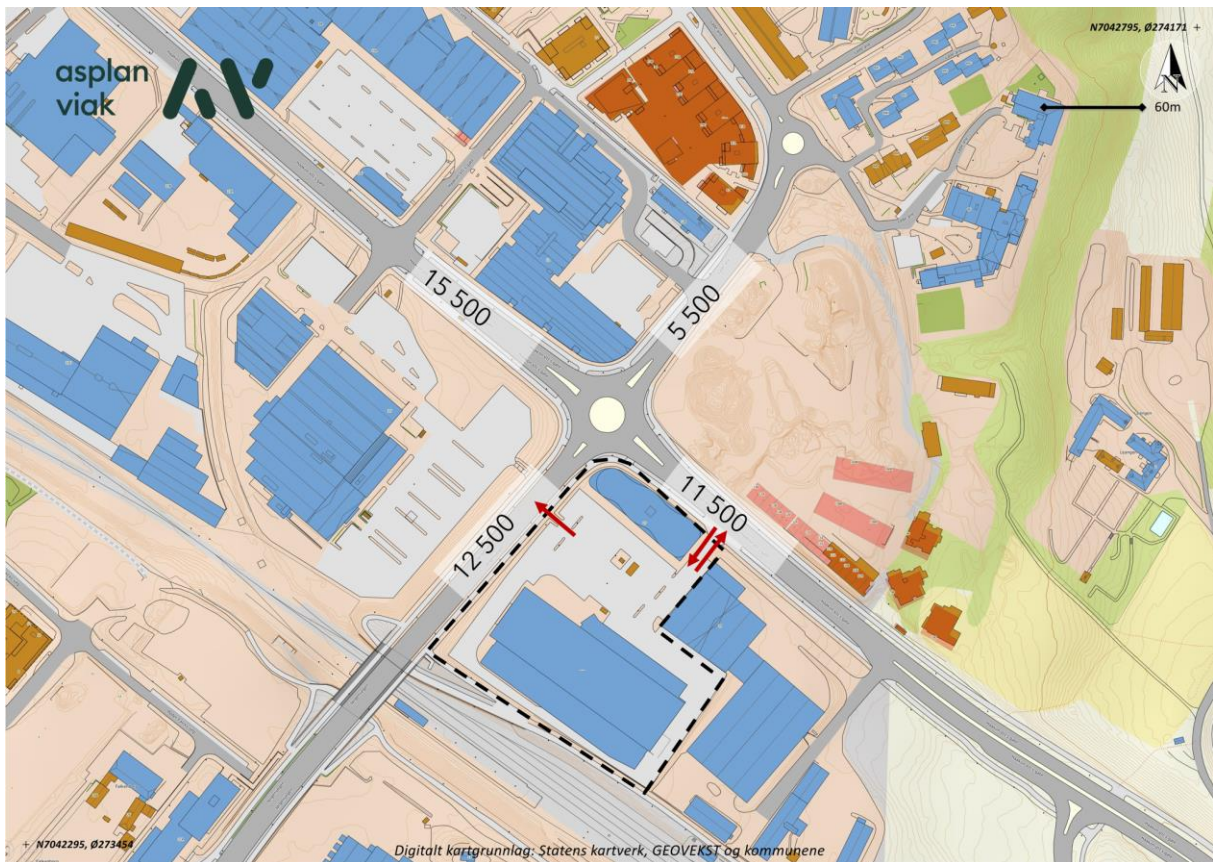 asplan
viak
N7042795, Ø274171
N
60m
15 500
5 500
11 500
12 500
N7042295, Ø273454
Digitalt kartgrunnlag: Statens kartverk, GEOVEKST og kommunene